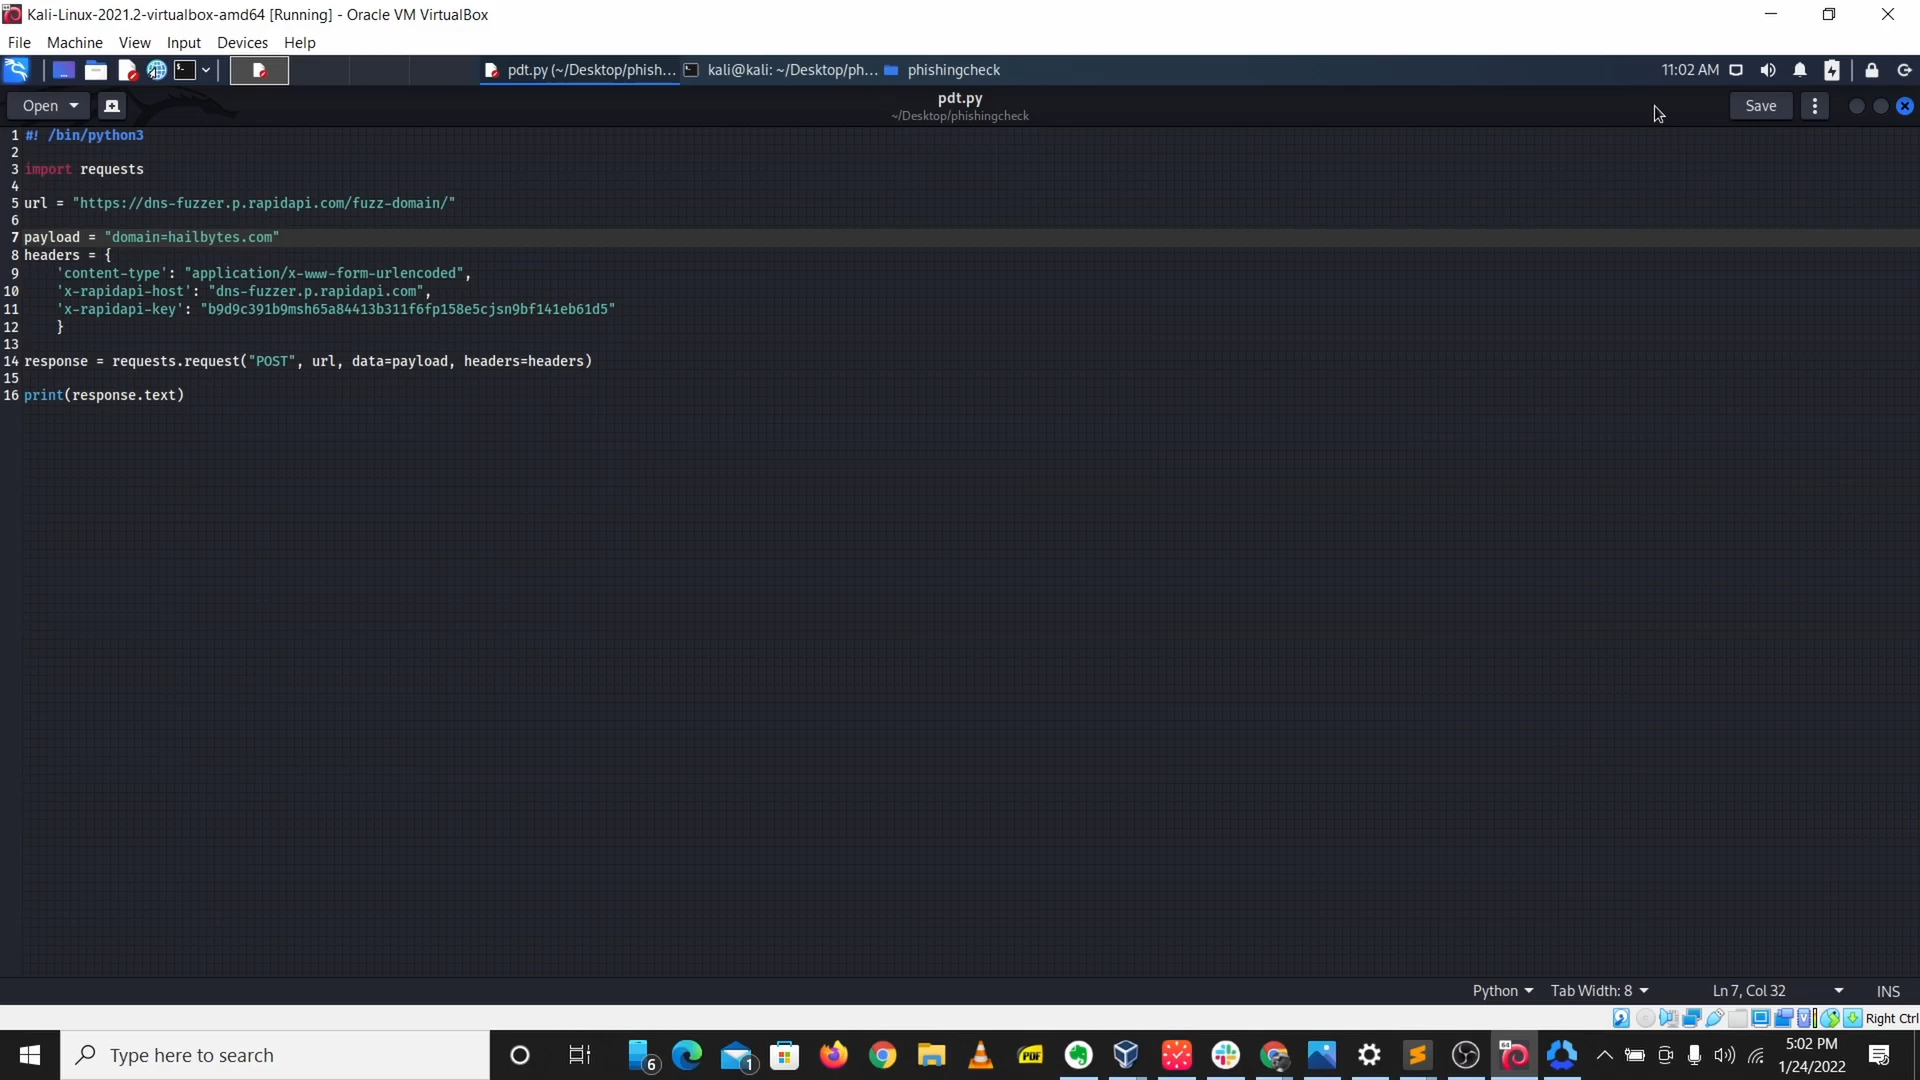 Kali-Linux-2021.2-virtualbox-amd64 [Running] - Oracle VM VirtualBox
File Machine View Input Devices Help
pdt.py (~/Desktop/phish... kali@kali: ~/Desktop/ph... phishingcheck 11:02 AM
Open pdt.py Save
~/Desktop/phishingcheck
1 #! /bin/python3
2
3 import requests
4
5 url = "https://dns-fuzzer.p.rapidapi.com/fuzz-domain/"
6
7 payload = "domain=hailbytes.com"
8 headers = {
9 'content-type': "application/x-www-form-urlencoded",
10 'x-rapidapi-host': "dns-fuzzer.p.rapidapi.com",
11 'x-rapidapi-key': "b9d9c391b9msh65a84413b311f6fp158e5cjsn9bf141eb61d5"
12 }
13
14 response = requests.request("POST", url, data=payload, headers=headers)
15
16 print(response.text)
Python Tab Width: 8 Ln 7, Col 32 INS
Right Ctrl
Type here to search 6 1 PDF 64 5:02 PM
1/24/2022